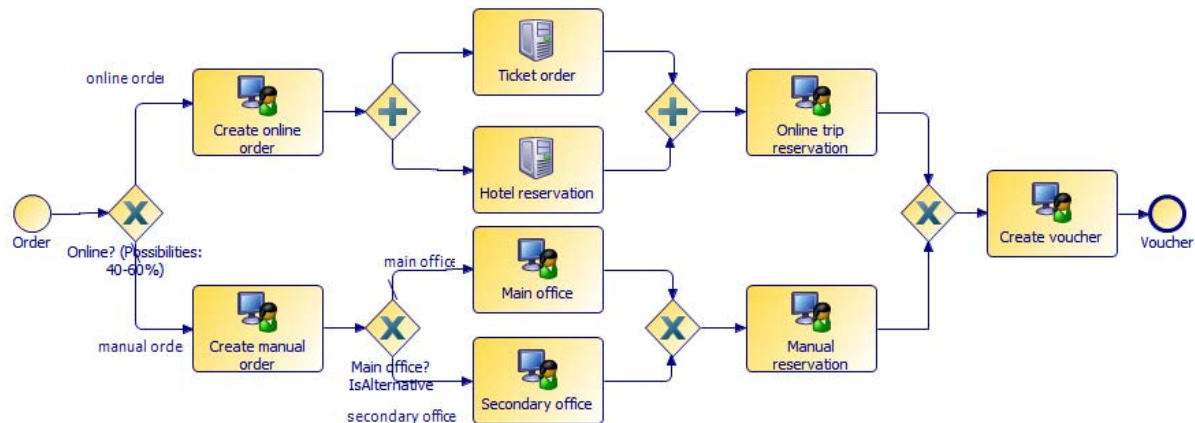 online order
Create online
order
Ticket order
Hotel reservation
Online trip
reservation
Order
Online? (Possibilities:
40-60%)
manual orde
Create manual
order
main office
Main office?
IsAlternative
secondary office
Main office
Secondary office
Manual
reservation
Create voucher
Voucher